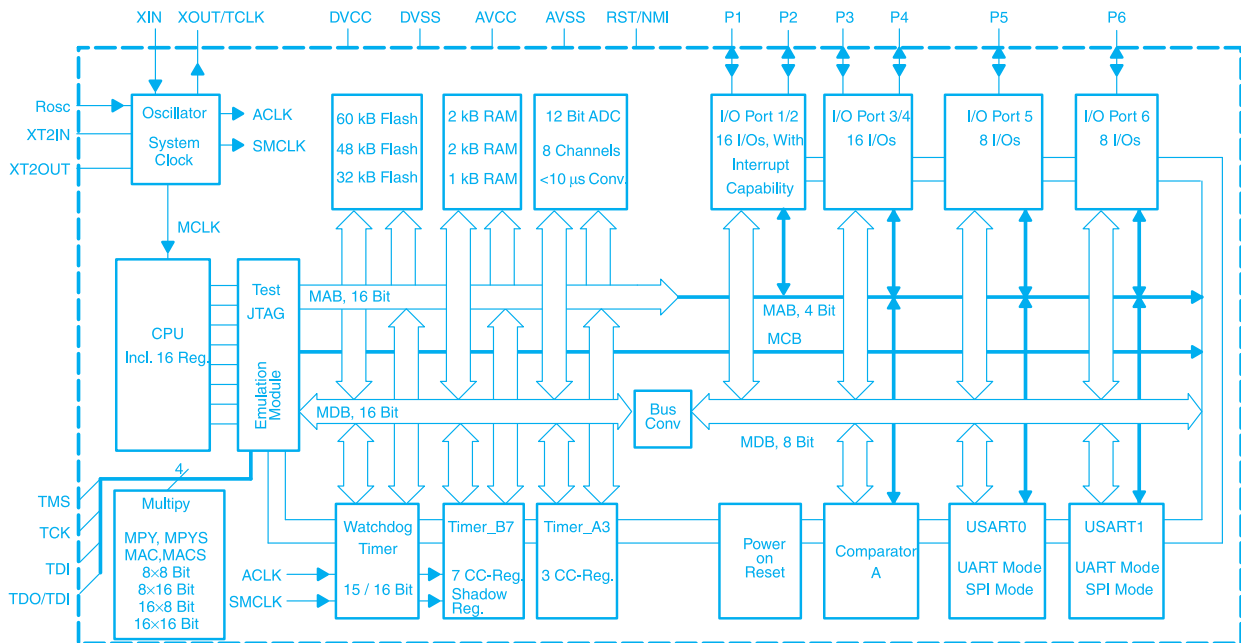 XIN
XOUT/TCLK
DVCC
DVSS
AVCC
AVSS
RST/NMI
P1
P2
P3
P4
P5
P6
Rosc
XT2IN
XT2OUT
Oscillator
System
Clock
ACLK
SMCLK
MCLK
60 kB Flash
48 kB Flash
32 kB Flash
2 kB RAM
2 kB RAM
1 kB RAM
12 Bit ADC
8 Channels
<10 µs Conv.
I/O Port 1/2
16 I/Os, With
Interrupt
Capability
I/O Port 3/4
16 I/Os
I/O Port 5
8 I/Os
I/O Port 6
8 I/Os
CPU
Incl. 16 Reg.
Test
JTAG
Emulation
Module
MAB, 16 Bit
MAB, 4 Bit
MCB
MDB, 16 Bit
Bus
Conv
MDB, 8 Bit
4
TMS
TCK
TDI
TDO/TDI
Multipy
MPY, MPYS
MAC,MACS
8×8 Bit
8×16 Bit
16×8 Bit
16×16 Bit
ACLK
SMCLK
Watchdog
Timer
15 / 16 Bit
Timer_B7
7 CC-Reg.
Shadow
Reg.
Timer_A3
3 CC-Reg.
Power
on
Reset
Comparator
A
USART0
UART Mode
SPI Mode
USART1
UART Mode
SPI Mode